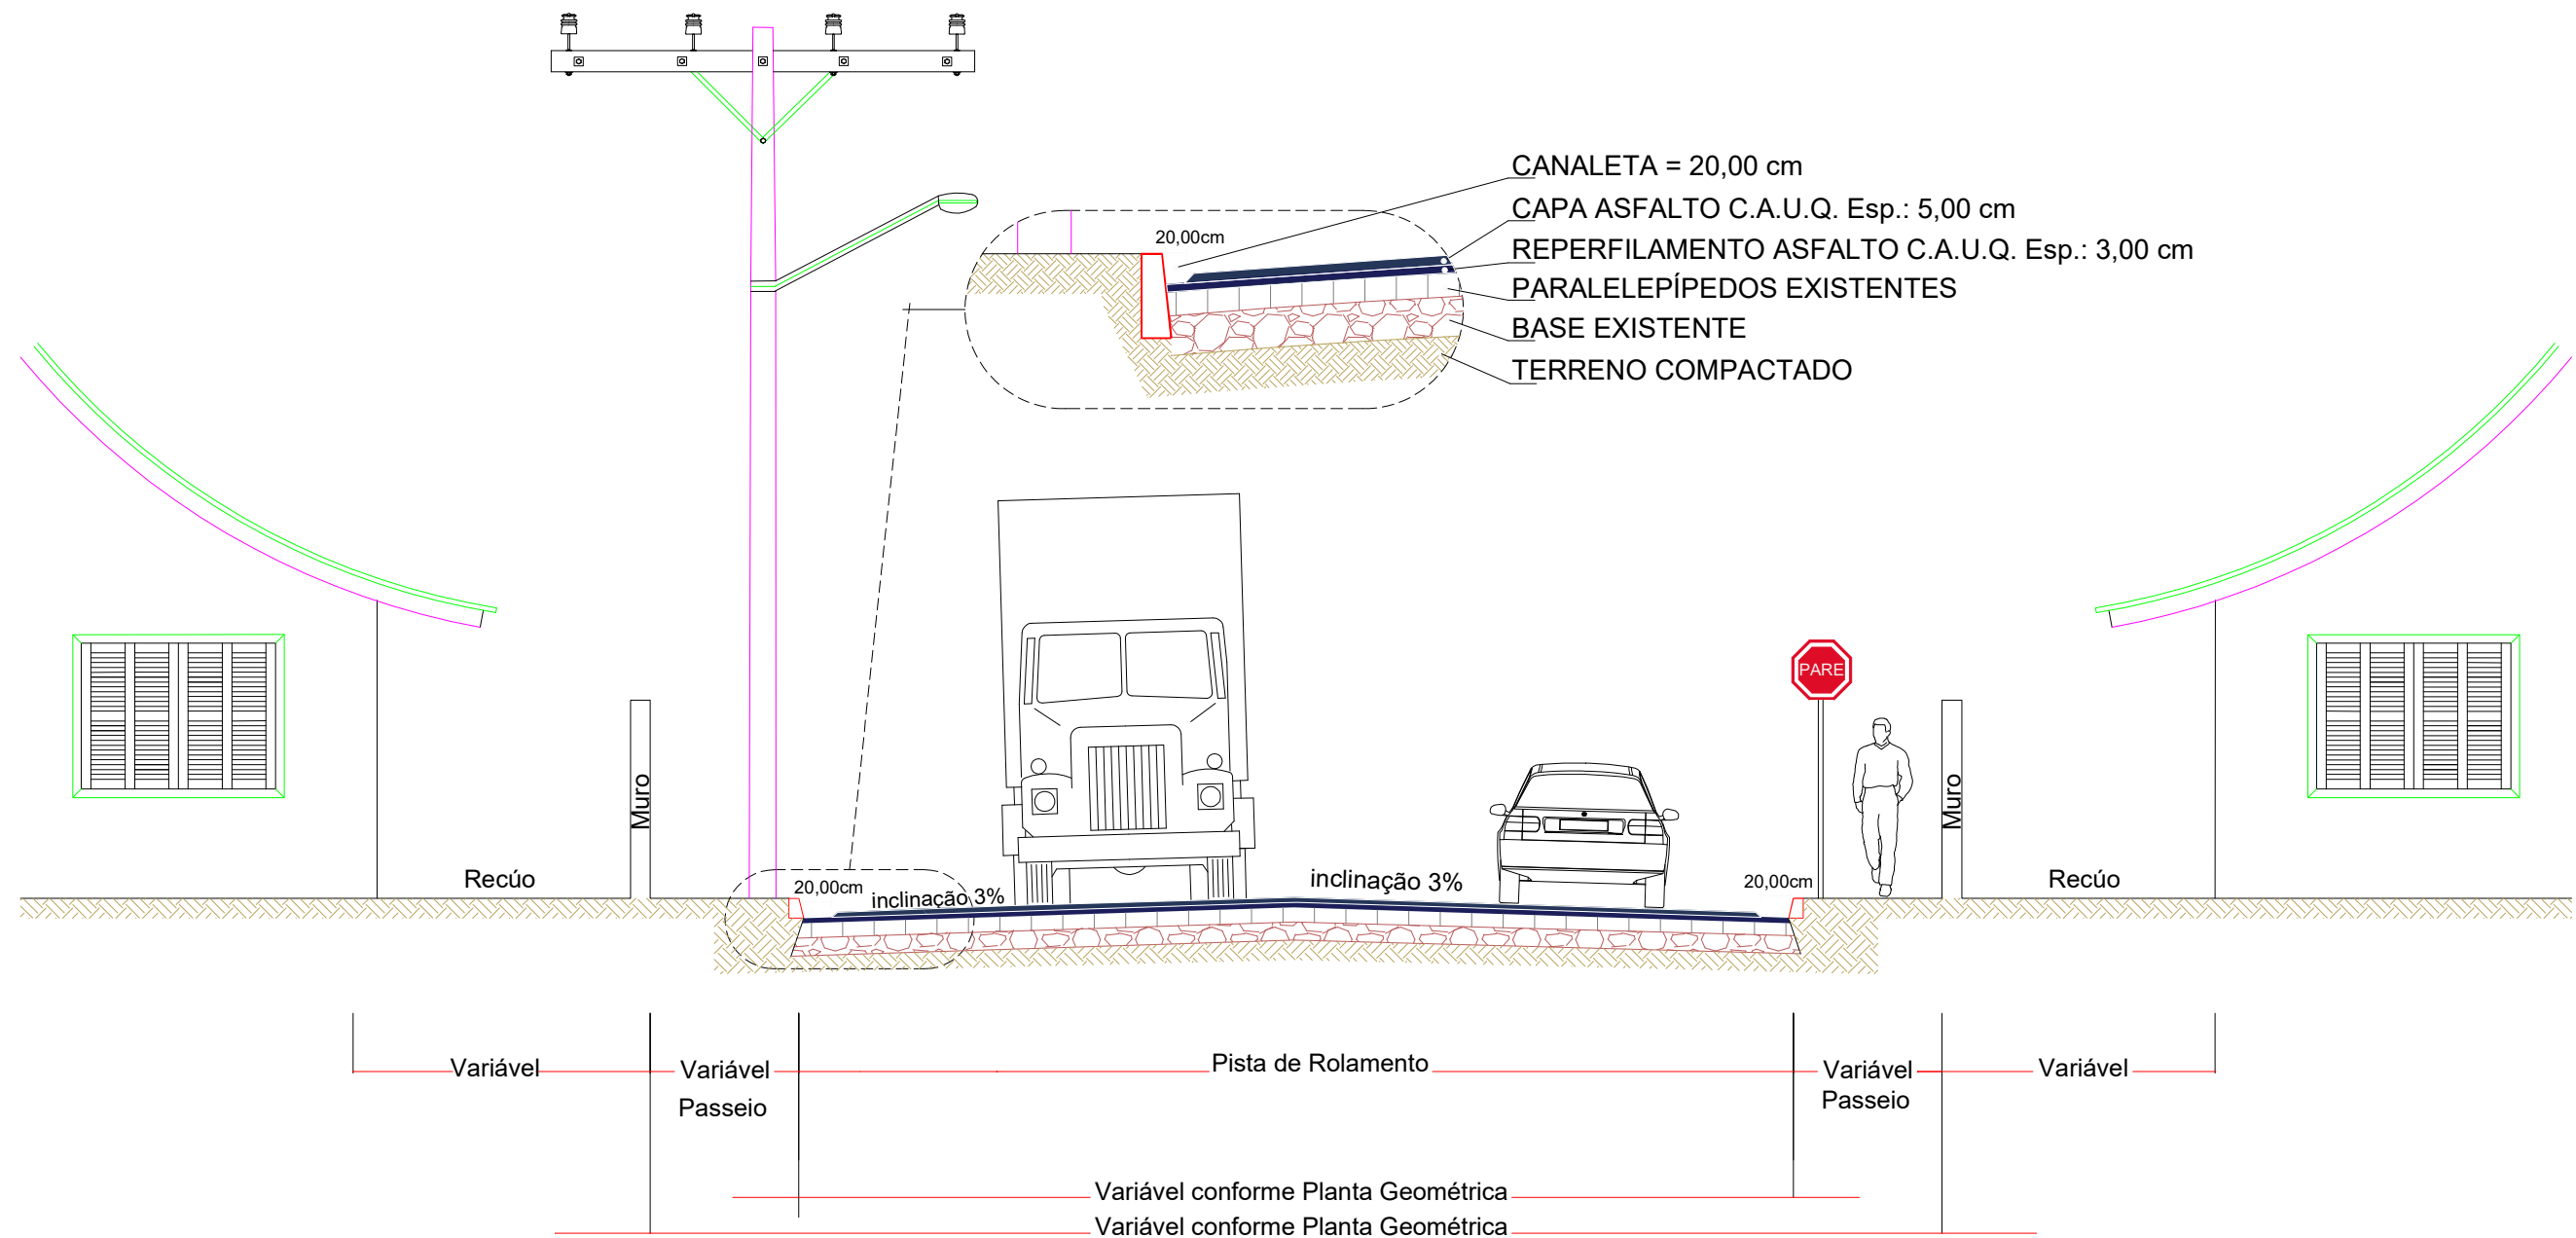 CANALETA = 20,00 cm
CAPA ASFALTO C.A.U.Q. Esp.: 5,00 cm
20,00cm
REPERFILAMENTO ASFALTO C.A.U.Q. Esp.: 3,00 cm
PARALELEPÍPEDOS EXISTENTES
BASE EXISTENTE
TERRENO COMPACTADO
PARE
Muro
Muro
Recúo
20,00cm
inclinação 3%
inclinação 3%
20,00cm
Recúo
Variável
Variável
Passeio
Pista de Rolamento
Variável
Passeio
Variável
Variável conforme Planta Geométrica
Variável conforme Planta Geométrica